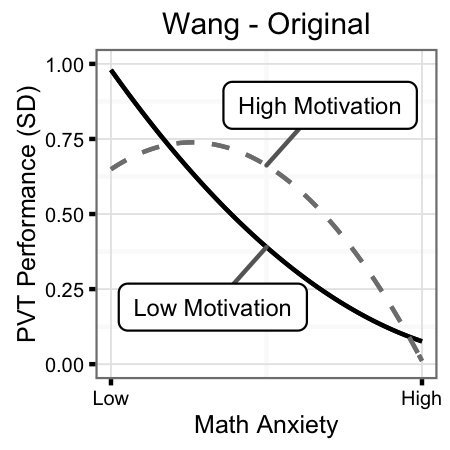 Wang - Original
1.00
0.75
0.50
0.25
0.00
PVT Performance (SD)
High Motivation
Low Motivation
Low
High
Math Anxiety